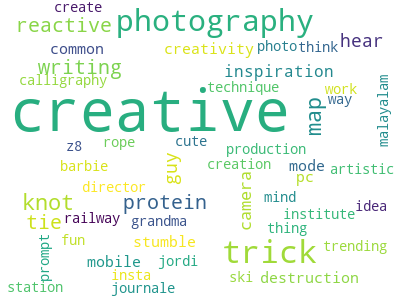 create
reactive photography
common creativity photo think hear
writing inspiration
calligraphy technique work
creative map way malayalam
z8 rope cute production
barbie guy creation mode artistic
director camera pc
knot protein mind idea
tie railway grandma institute
thing
prompt fun stumble trick trending
mobile jordi
station insta ski destruction
journale